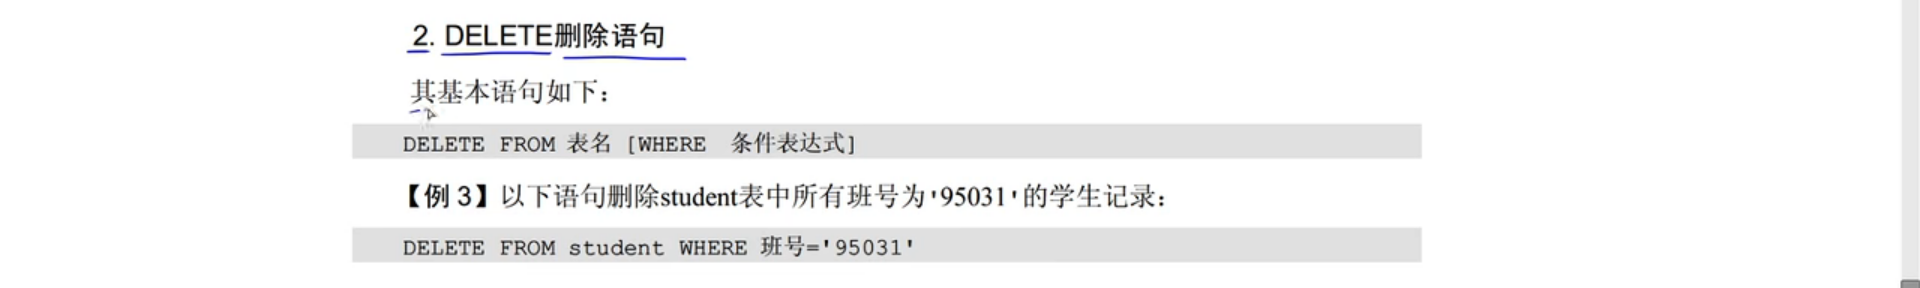 2. DELETE删除语句
其基本语句如下：
DELETE FROM 表名 [WHERE 条件表达式]
【例 3】以下语句删除student表中所有班号为'95031'的学生记录：
DELETE FROM student WHERE 班号='95031'